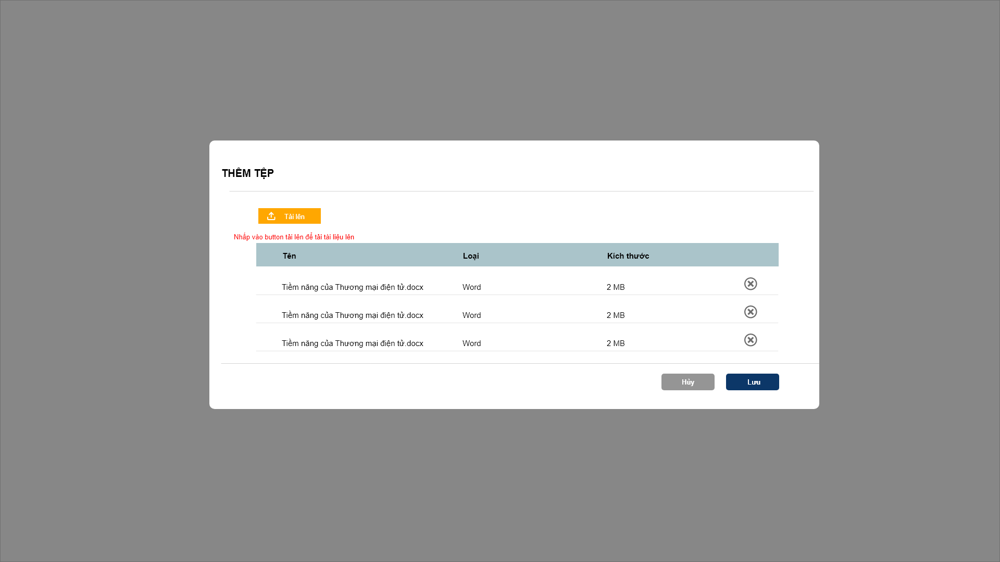 THÊM TỆP
Tải lên
Nhấp vào button tải lên để tải tài liệu lên
Tên Loại Kích thước
Tiềm năng của Thương mại điện tử.docx Word 2 MB
Tiềm năng của Thương mại điện tử.docx Word 2 MB
Tiềm năng của Thương mại điện tử.docx Word 2 MB
Hủy Lưu